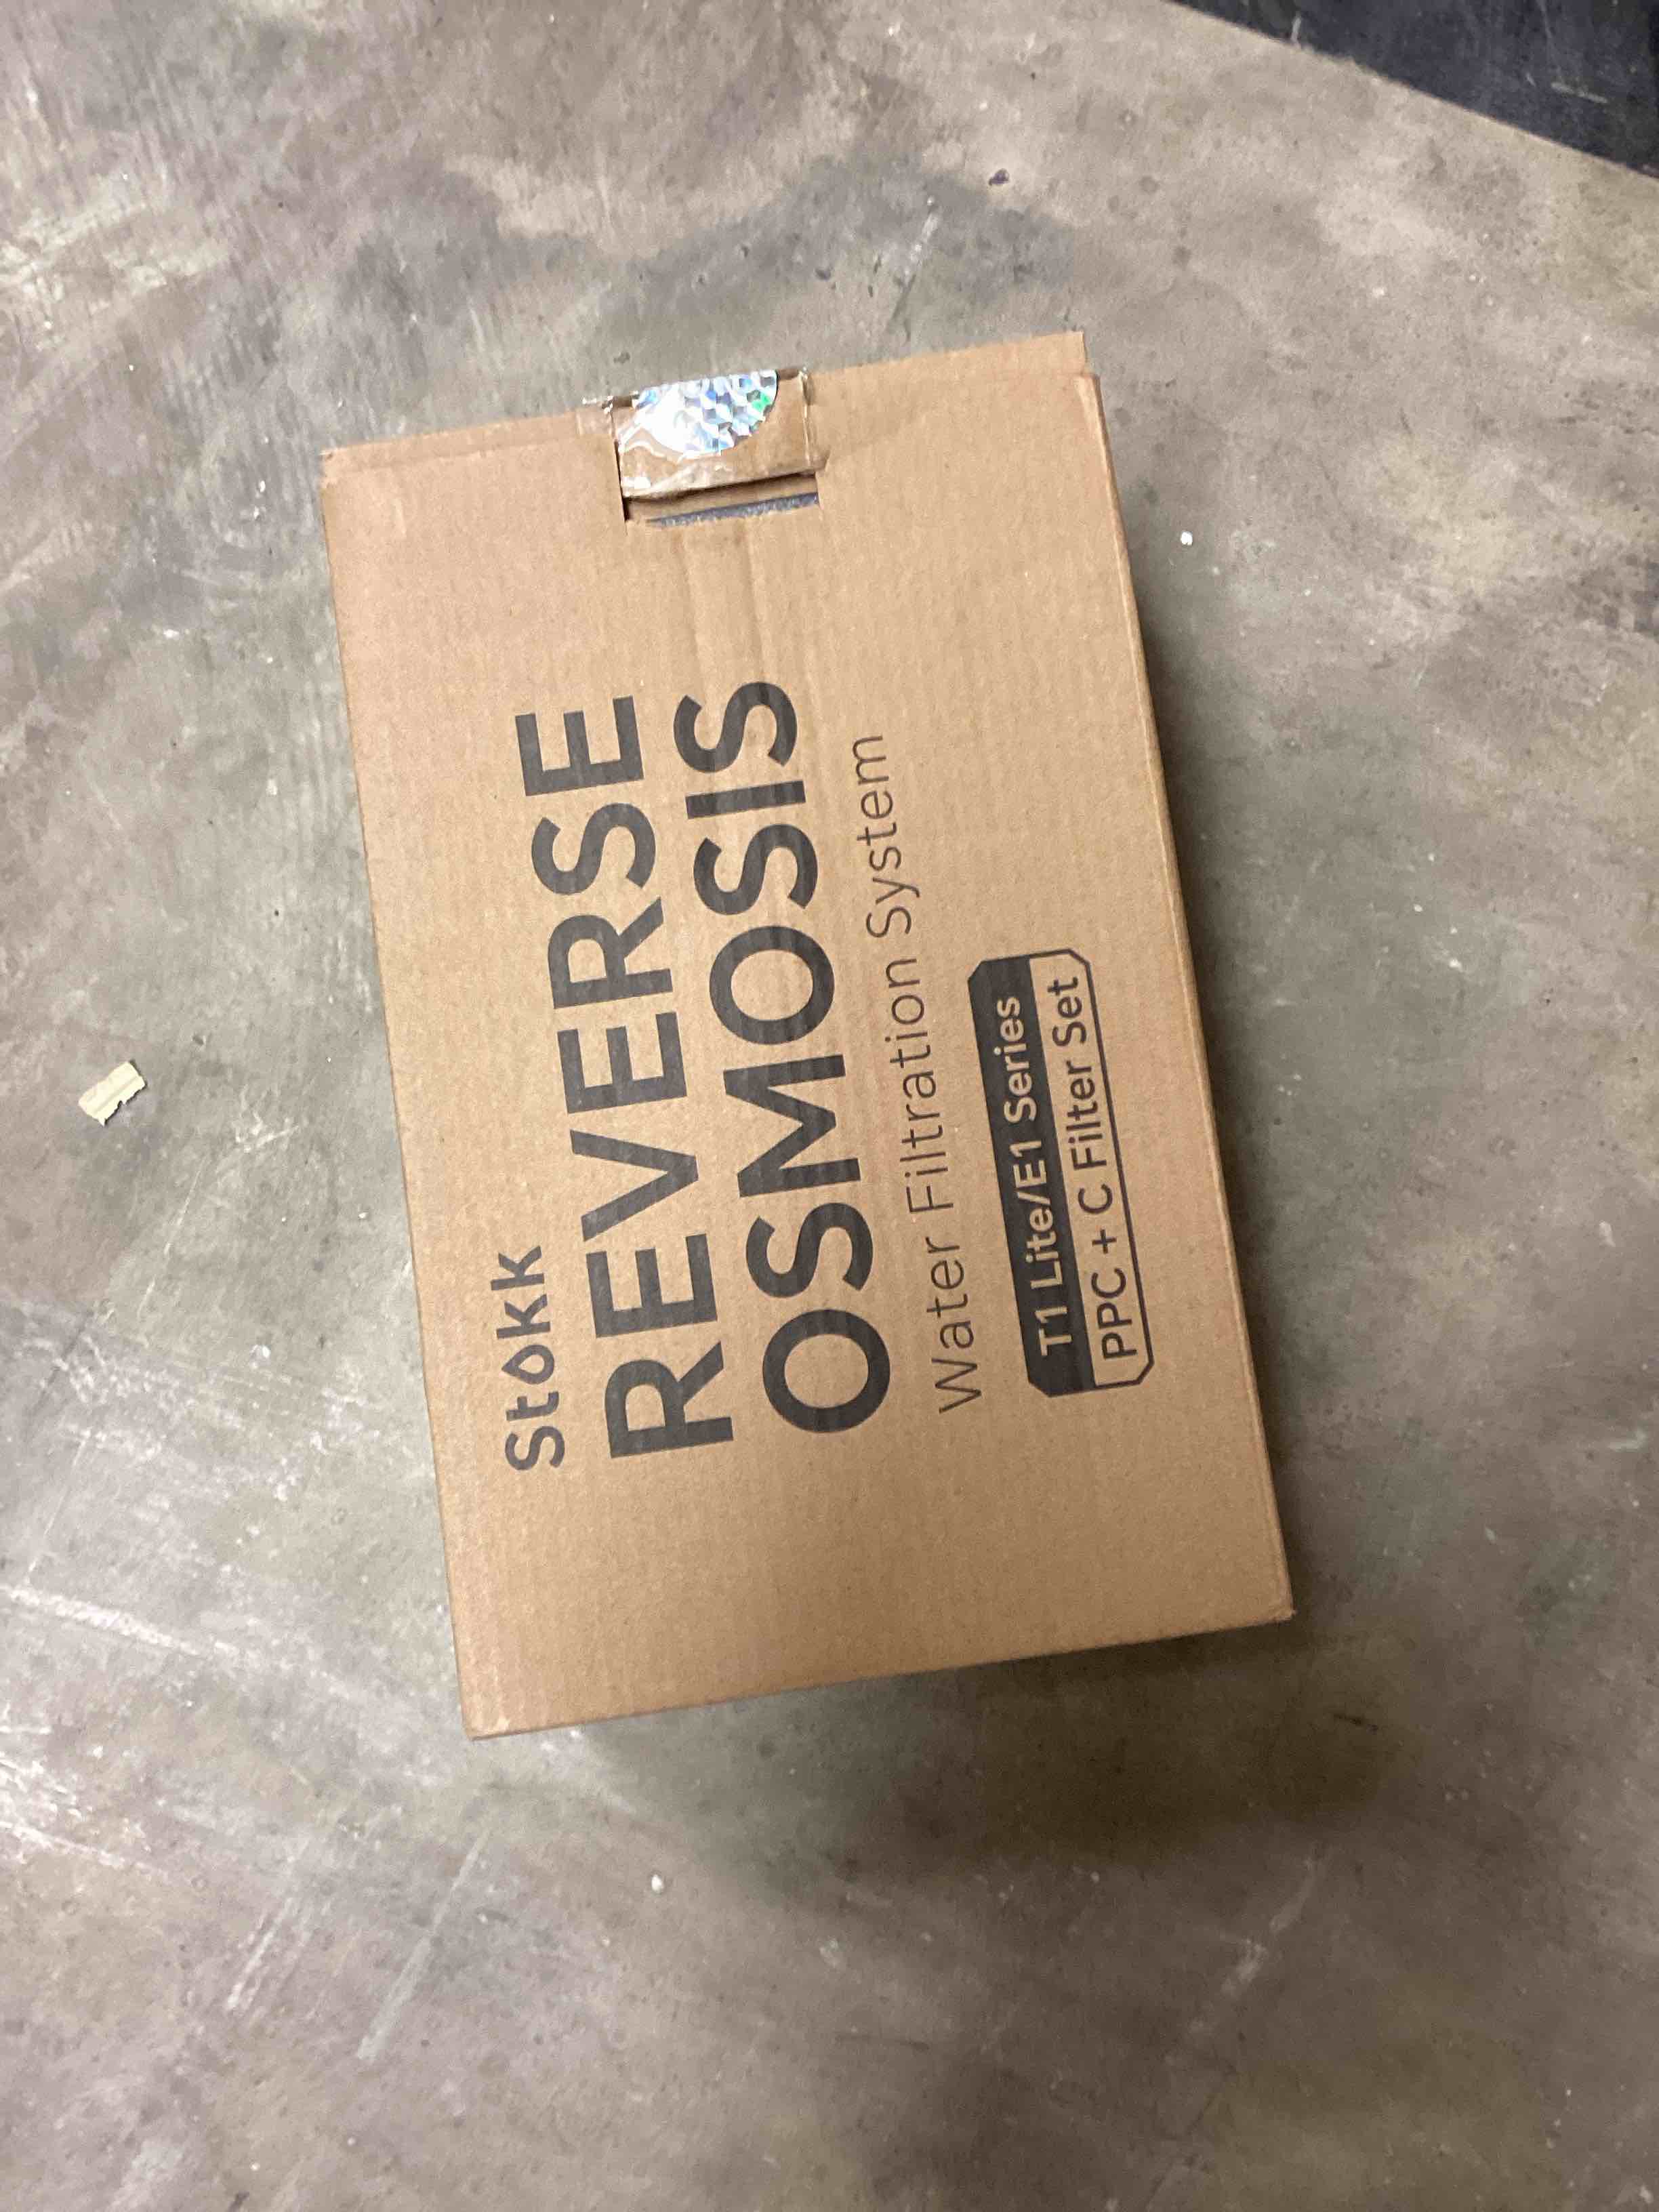 Stokk
REVERSE
OSMOSIS
Water Filtration System
T1 Lite/E1 Series
PPC + C Filter Set